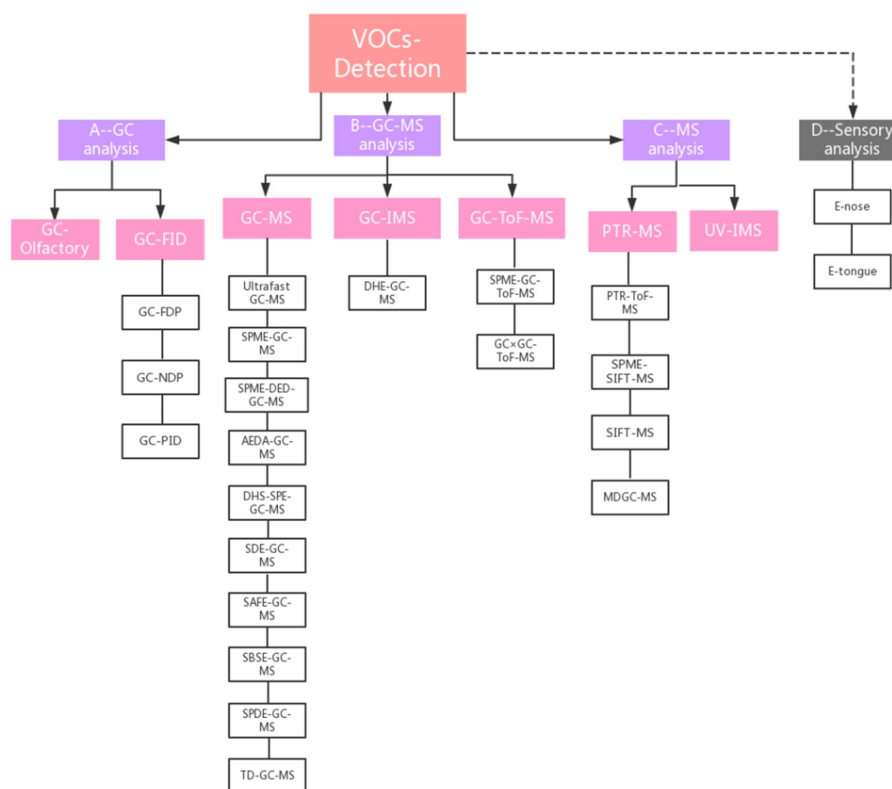 VOCs-
Detection
A--GC
analysis
B--GC-MS
analysis
C--MS
analysis
D--Sensory
analysis
GC-
Olfactory
GC-FID
GC-MS
GC-IMS
GC-ToF-MS
PTR-MS
UV-IMS
E-nose
E-tongue
GC-FDP
GC-NDP
GC-PID
Ultrafast
GC-MS
SPME-GC-
MS
SPME-DED-
GC-MS
AEDA-GC-
MS
DHS-SPE-
GC-MS
SDE-GC-
MS
SAFE-GC-
MS
SBSE-GC-
MS
SPDE-GC-
MS
TD-GC-MS
DHE-GC-
MS
SPME-GC-
ToF-MS
GC×GC-
ToF-MS
PTR-ToF-
MS
SPME-
SIFT-MS
SIFT-MS
MDGC-MS